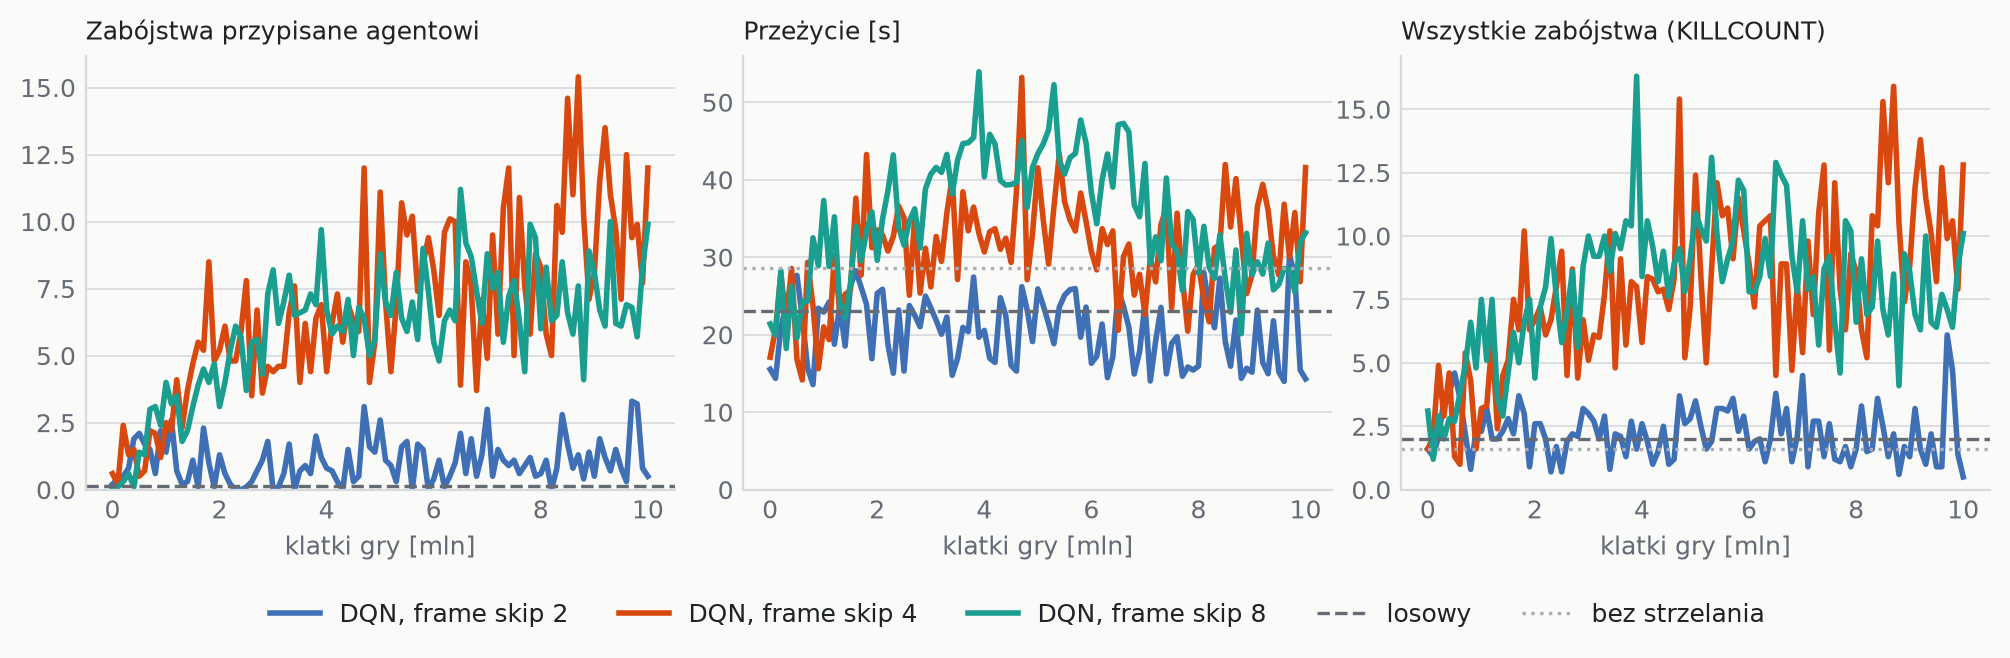 Zabójstwa przypisane agentowi
15.0
12.5
10.0
7.5
5.0
2.5
0.0
0 2 4 6 8 10
klatki gry [mln]
Przeżycie [s]
50
40
30
20
10
0
0 2 4 6 8 10
klatki gry [mln]
Wszystkie zabójstwa (KILLCOUNT)
15.0
12.5
10.0
7.5
5.0
2.5
0.0
0 2 4 6 8 10
klatki gry [mln]
DQN, frame skip 2 DQN, frame skip 4 DQN, frame skip 8 losowy bez strzelania